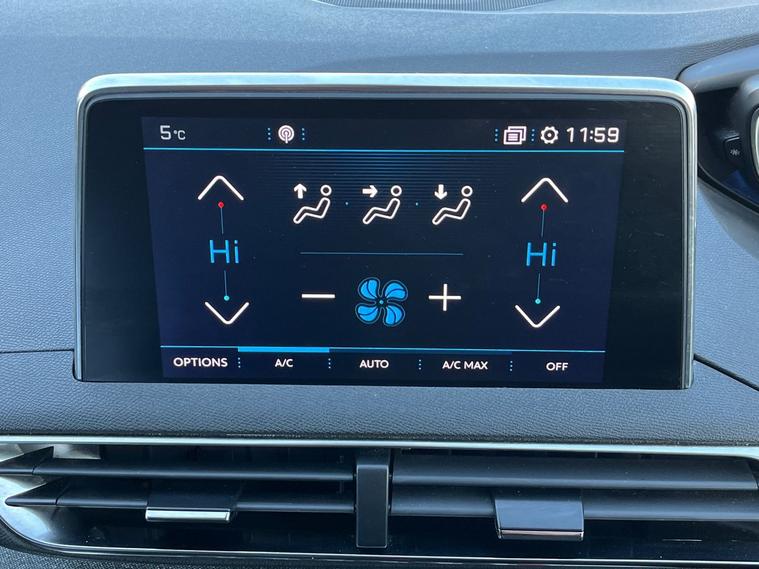 5°C 11:59
Hi Hi
OPTIONS A/C AUTO A/C MAX OFF